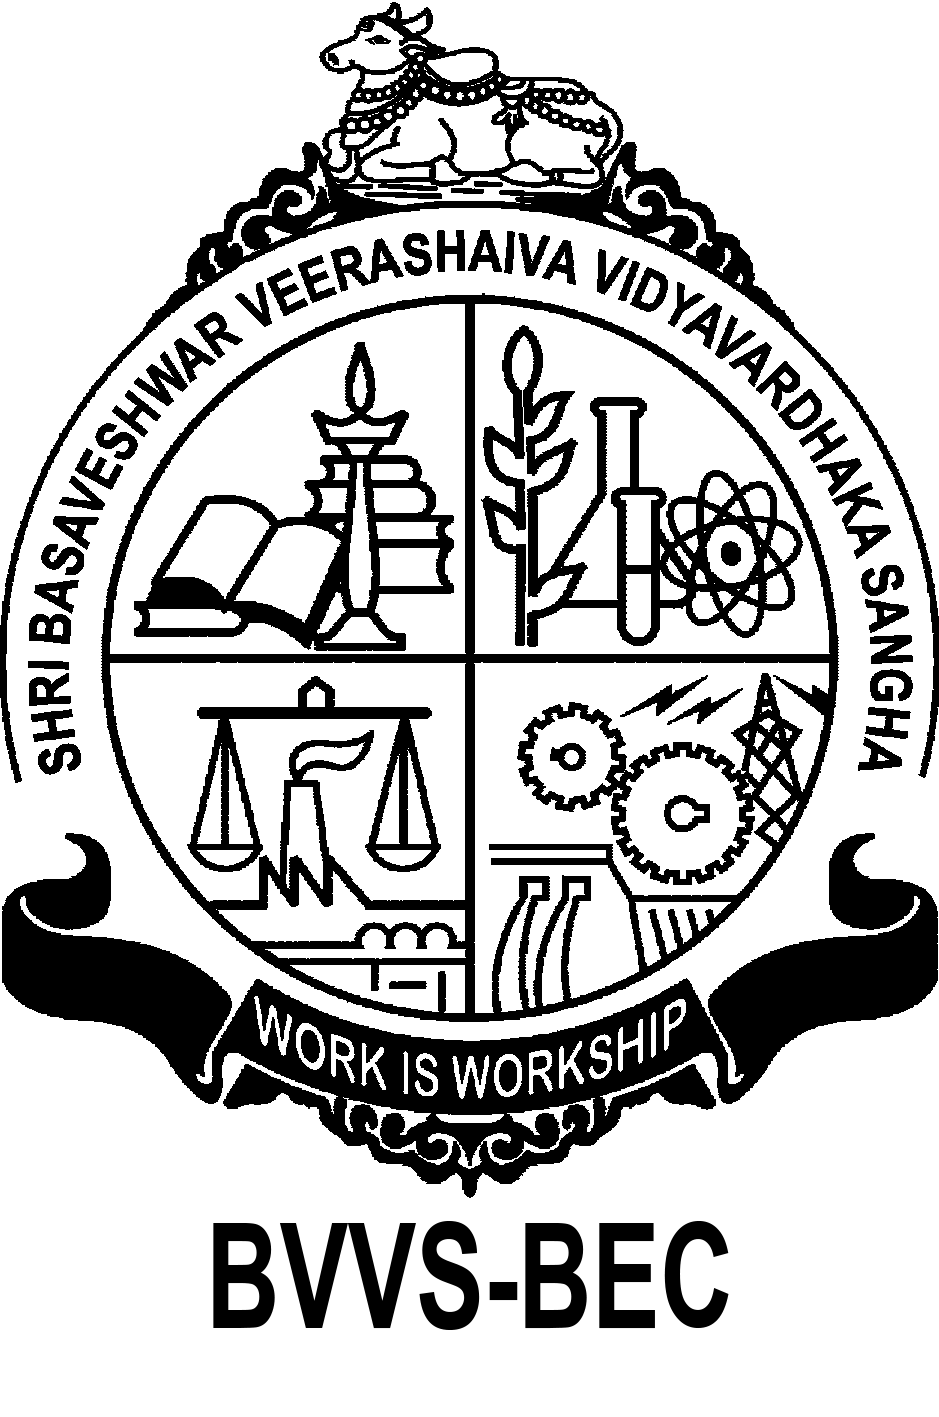 SHRI BASAVESHWAR VEERASHAIVA VIDYAVARDHAKA SANGHA
WORK IS WORKSHIP
BVVS-BEC